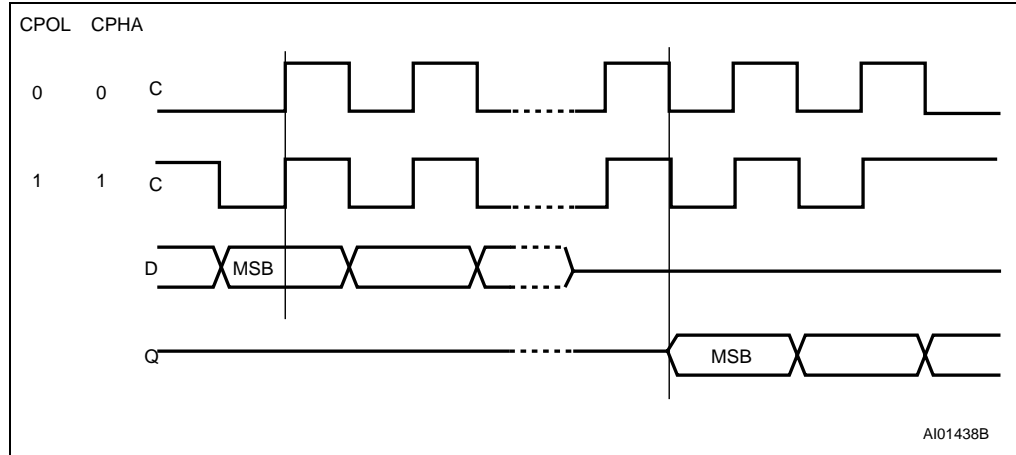 CPOL CPHA
0 0 C
1 1 C
D MSB
Q MSB
AI01438B